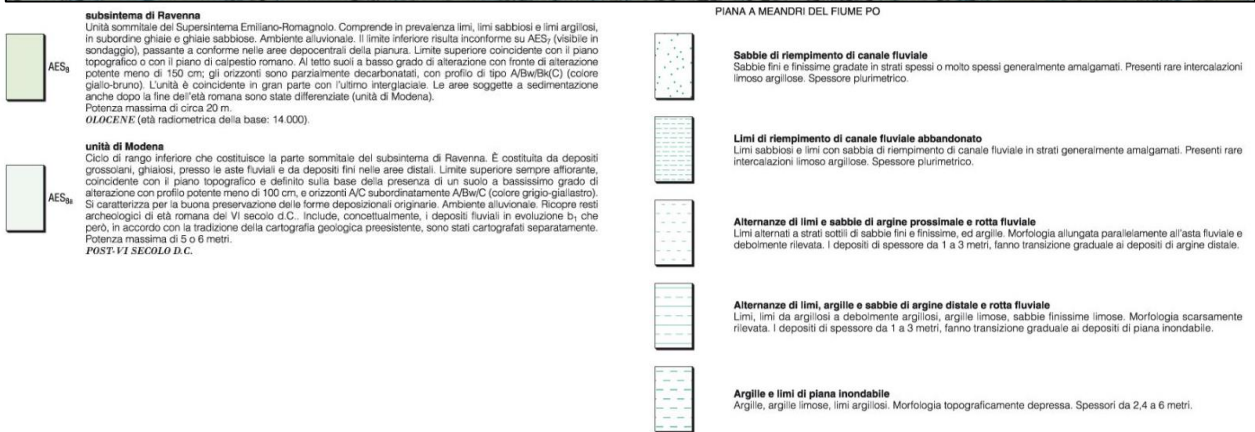 subsintema di Ravenna
Unità sommitale del Supersintema Emiliano-Romagnolo. Comprende in prevalenza limi, limi sabbiosi e limi argillosi,
in subordine ghiaie e ghiaie sabbiose. Ambiente alluvionale. Il limite inferiore risulta inconforme su AES7 (visibile in
sondaggio), passante a conforme nelle aree depocentrali della pianura. Limite superiore coincidente con il piano
topografico o con il piano di calpestio romano. Al tetto suoli a basso grado di alterazione con fronte di alterazione
potente meno di 150 cm; gli orizzonti sono parzialmente decarbonatati, con profilo di tipo A/Bw/Bk(C) (colore
giallo-bruno). L'unità è coincidente in gran parte con l'ultimo interglaciale. Le aree soggette a sedimentazione
anche dopo la fine dell'età romana sono state differenziate (unità di Modena).
Potenza massima di circa 20 m.
OLOCENE (età radiometrica della base: 14.000).
AES8
unità di Modena
Ciclo di rango inferiore che costituisce la parte sommitale del subsintema di Ravenna. È costituita da depositi
grossolani, ghiaiosi, presso le aste fluviali e da depositi fini nelle aree distali. Limite superiore sempre affiorante,
coincidente con il piano topografico e definito sulla base della presenza di un suolo a bassissimo grado di
alterazione con profilo potente meno di 100 cm, e orizzonti A/C subordinatamente A/Bw/C (colore grigio-giallastro).
Si caratterizza per la buona preservazione delle forme deposizionali originarie. Ambiente alluvionale. Ricopre resti
archeologici di età romana del VI secolo d.C.. Include, concettualmente, i depositi fluviali in evoluzione b1 che
però, in accordo con la tradizione della cartografia geologica preesistente, sono stati cartografati separatamente.
Potenza massima di 5 o 6 metri.
POST-VI SECOLO D.C.
AES8a
PIANA A MEANDRI DEL FIUME PO
Sabbie di riempimento di canale fluviale
Sabbie fini e finissime gradate in strati spessi o molto spessi generalmente amalgamati. Presenti rare intercalazioni
limoso argillose. Spessore plurimetrico.
Limi di riempimento di canale fluviale abbandonato
Limi sabbiosi e limi con sabbia di riempimento di canale fluviale in strati generalmente amalgamati. Presenti rare
intercalazioni limoso argillose. Spessore plurimetrico.
Alternanze di limi e sabbie di argine prossimale e rotta fluviale
Limi alternati a strati sottili di sabbie fini e finissime, ed argille. Morfologia allungata parallelamente all'asta fluviale e
debolmente rilevata. I depositi di spessore da 1 a 3 metri, fanno transizione graduale ai depositi di argine distale.
Alternanze di limi, argille e sabbie di argine distale e rotta fluviale
Limi, limi da argillosi a debolmente argillosi, argille limose, sabbie finissime limose. Morfologia scarsamente
rilevata. I depositi di spessore da 1 a 3 metri, fanno transizione graduale ai depositi di piana inondabile.
Argille e limi di piana inondabile
Argille, argille limose, limi argillosi. Morfologia topograficamente depressa. Spessori da 2,4 a 6 metri.